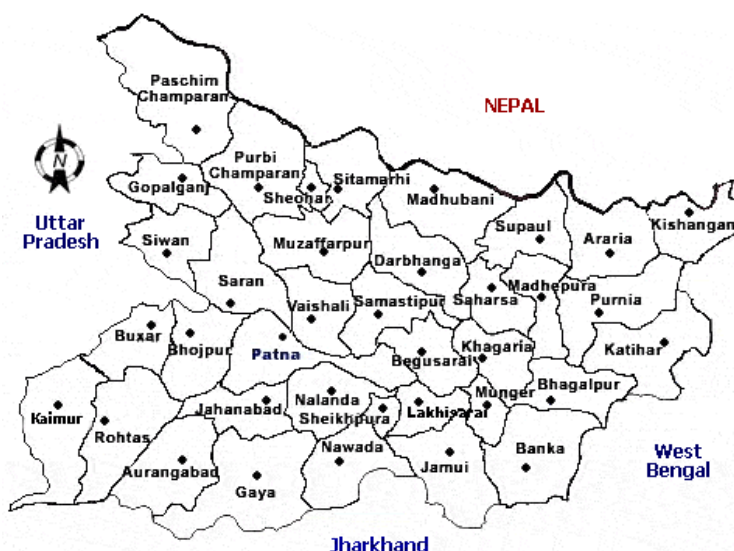 Paschim
Champaran
NEPAL
N
Purbi
Champaran
Gopalganj
Sheohar
Sitamarhi
Madhubani
Uttar
Pradesh
Siwan
Muzaffarpur
Darbhanga
Supaul
Araria
Kishangan
Saran
Vaishali
Samastipur
Saharsa
Madhepura
Purnia
Buxar
Bhojpur
Patna
Begusarai
Khagaria
Katihar
Kaimur
Rohtas
Jahanabad
Nalanda
Sheikhpura
Lakhisarai
Munger
Bhagalpur
Aurangabad
Gaya
Nawada
Jamui
Banka
West
Bengal
Jharkhand